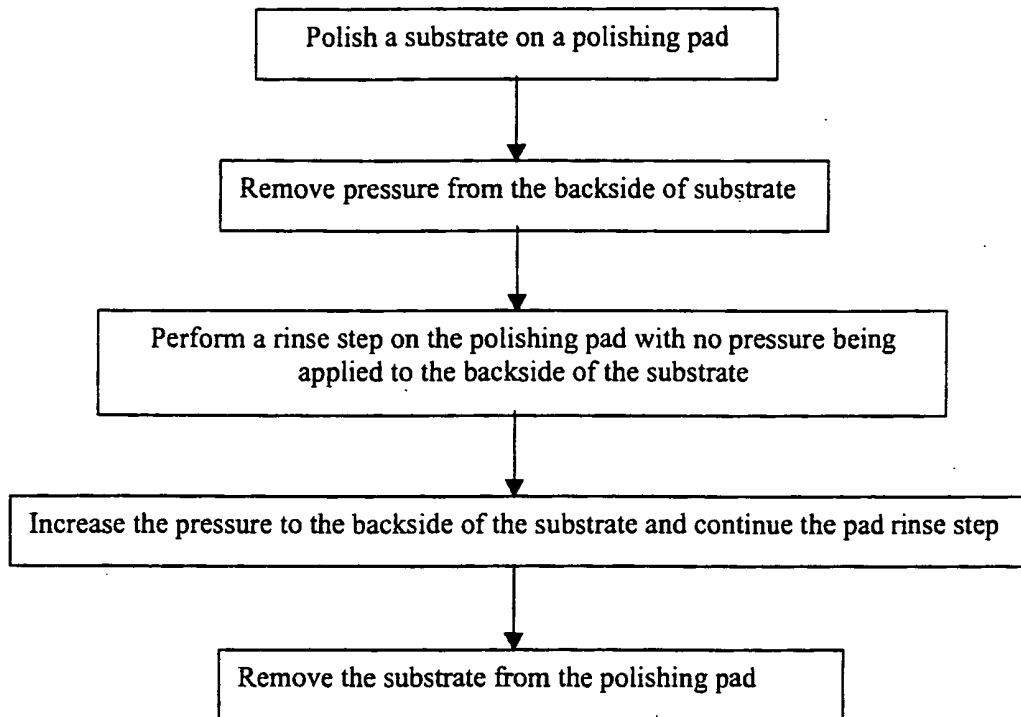 Polish a substrate on a polishing pad
Remove pressure from the backside of substrate
Perform a rinse step on the polishing pad with no pressure being
applied to the backside of the substrate
Increase the pressure to the backside of the substrate and continue the pad rinse step
Remove the substrate from the polishing pad